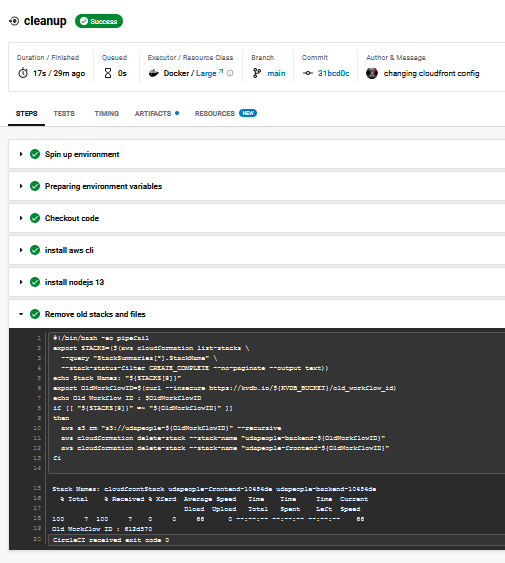 cleanup Success
Duration / Finished Queued Executor / Resource Class Branch Commit Author & Message
17s / 29m ago 0s Docker / Large main 31bcd0c changing cloudfront config
STEPS TESTS TIMING ARTIFACTS RESOURCES NEW
Spin up environment
Preparing environment variables
Checkout code
install aws cli
install nodejs 13
Remove old stacks and files
1 #!/bin/bash -eo pipefail
2 export STACKS=($(aws cloudformation list-stacks \
3 --query "StackSummaries[*].StackName" \
4 --stack-status-filter CREATE_COMPLETE --no-paginate --output text))
5 echo Stack Names: "${STACKS[@]}"
6 export OldWorkflowID=$(curl --insecure https://kvdb.io/${KVDB_BUCKET}/old_workflow_id)
7 echo Old Workflow ID : $OldWorkflowID
8 if [[ "${STACKS[@]}" =~ "${OldWorkflowID}" ]]
9 then
10 aws s3 rm "s3://udapeople-${OldWorkflowID}" --recursive
11 aws cloudformation delete-stack --stack-name "udapeople-backend-${OldWorkflowID}"
12 aws cloudformation delete-stack --stack-name "udapeople-frontend-${OldWorkflowID}"
13 fi
14
15 Stack Names: cloudfrontStack udapeople-frontend-10484de udapeople-backend-10484de
16 % Total % Received % Xferd Average Speed Time Time Time Current
17 Dload Upload Total Spent Left Speed
18 100 7 100 7 0 0 66 0 --:--:-- --:--:-- --:--:-- 66
19 Old Workflow ID : 612d570
20 CircleCI received exit code 0